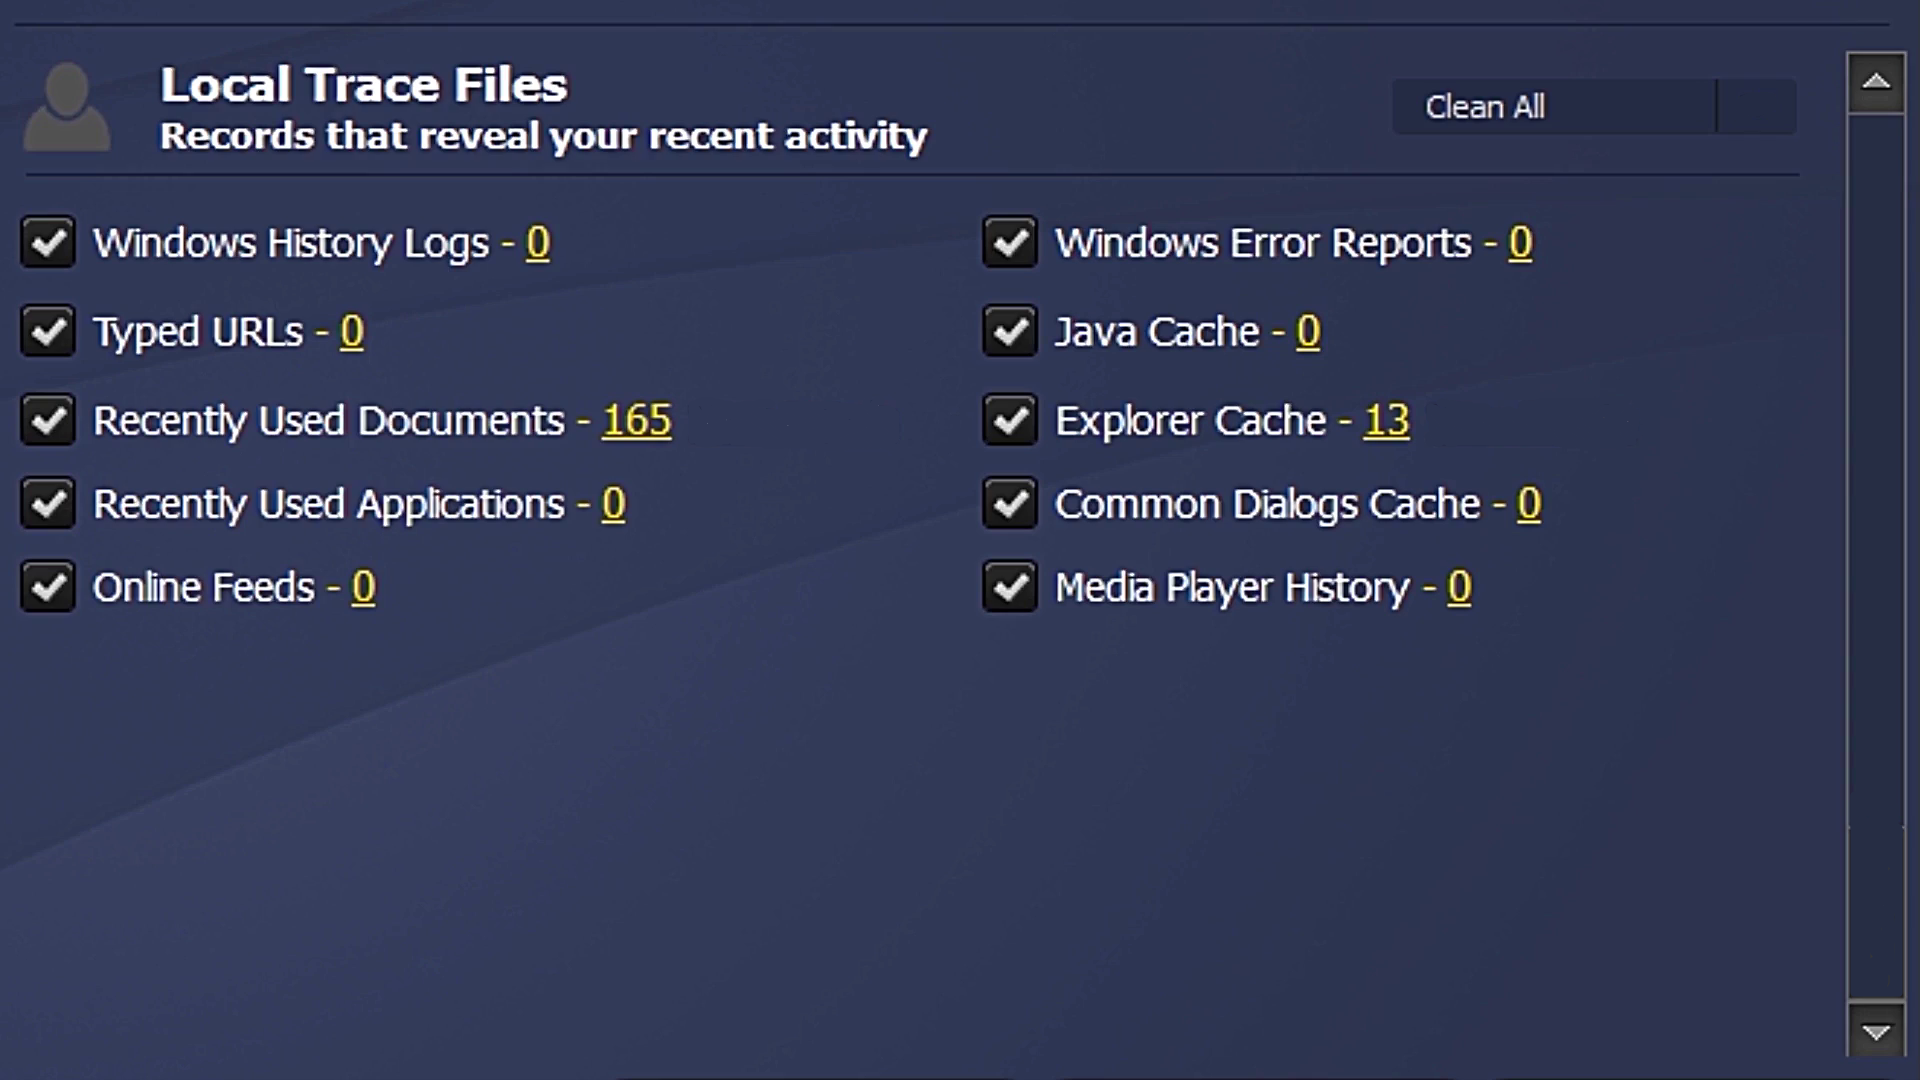 Local Trace Files
Records that reveal your recent activity
Clean All
Windows History Logs - 0
Windows Error Reports - 0
Typed URLs - 0
Java Cache - 0
Recently Used Documents - 165
Explorer Cache - 13
Recently Used Applications - 0
Common Dialogs Cache - 0
Online Feeds - 0
Media Player History - 0